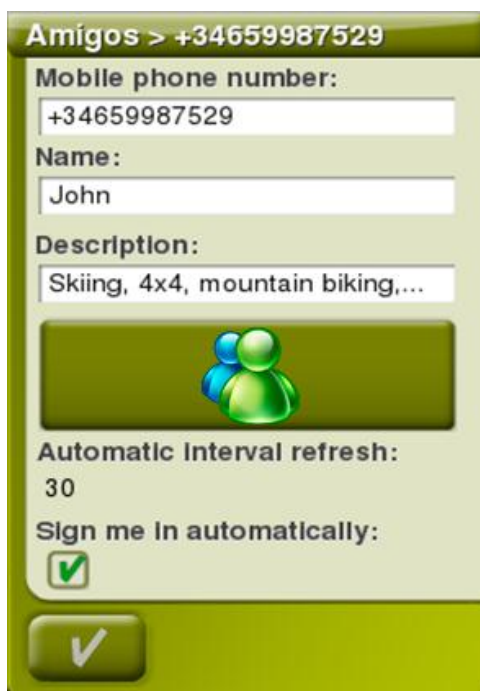 Amigos > +34659987529
Mobile phone number:
+34659987529
Name:
John
Description:
Skiing, 4x4, mountain biking,...
Automatic interval refresh:
30
Sign me in automatically: